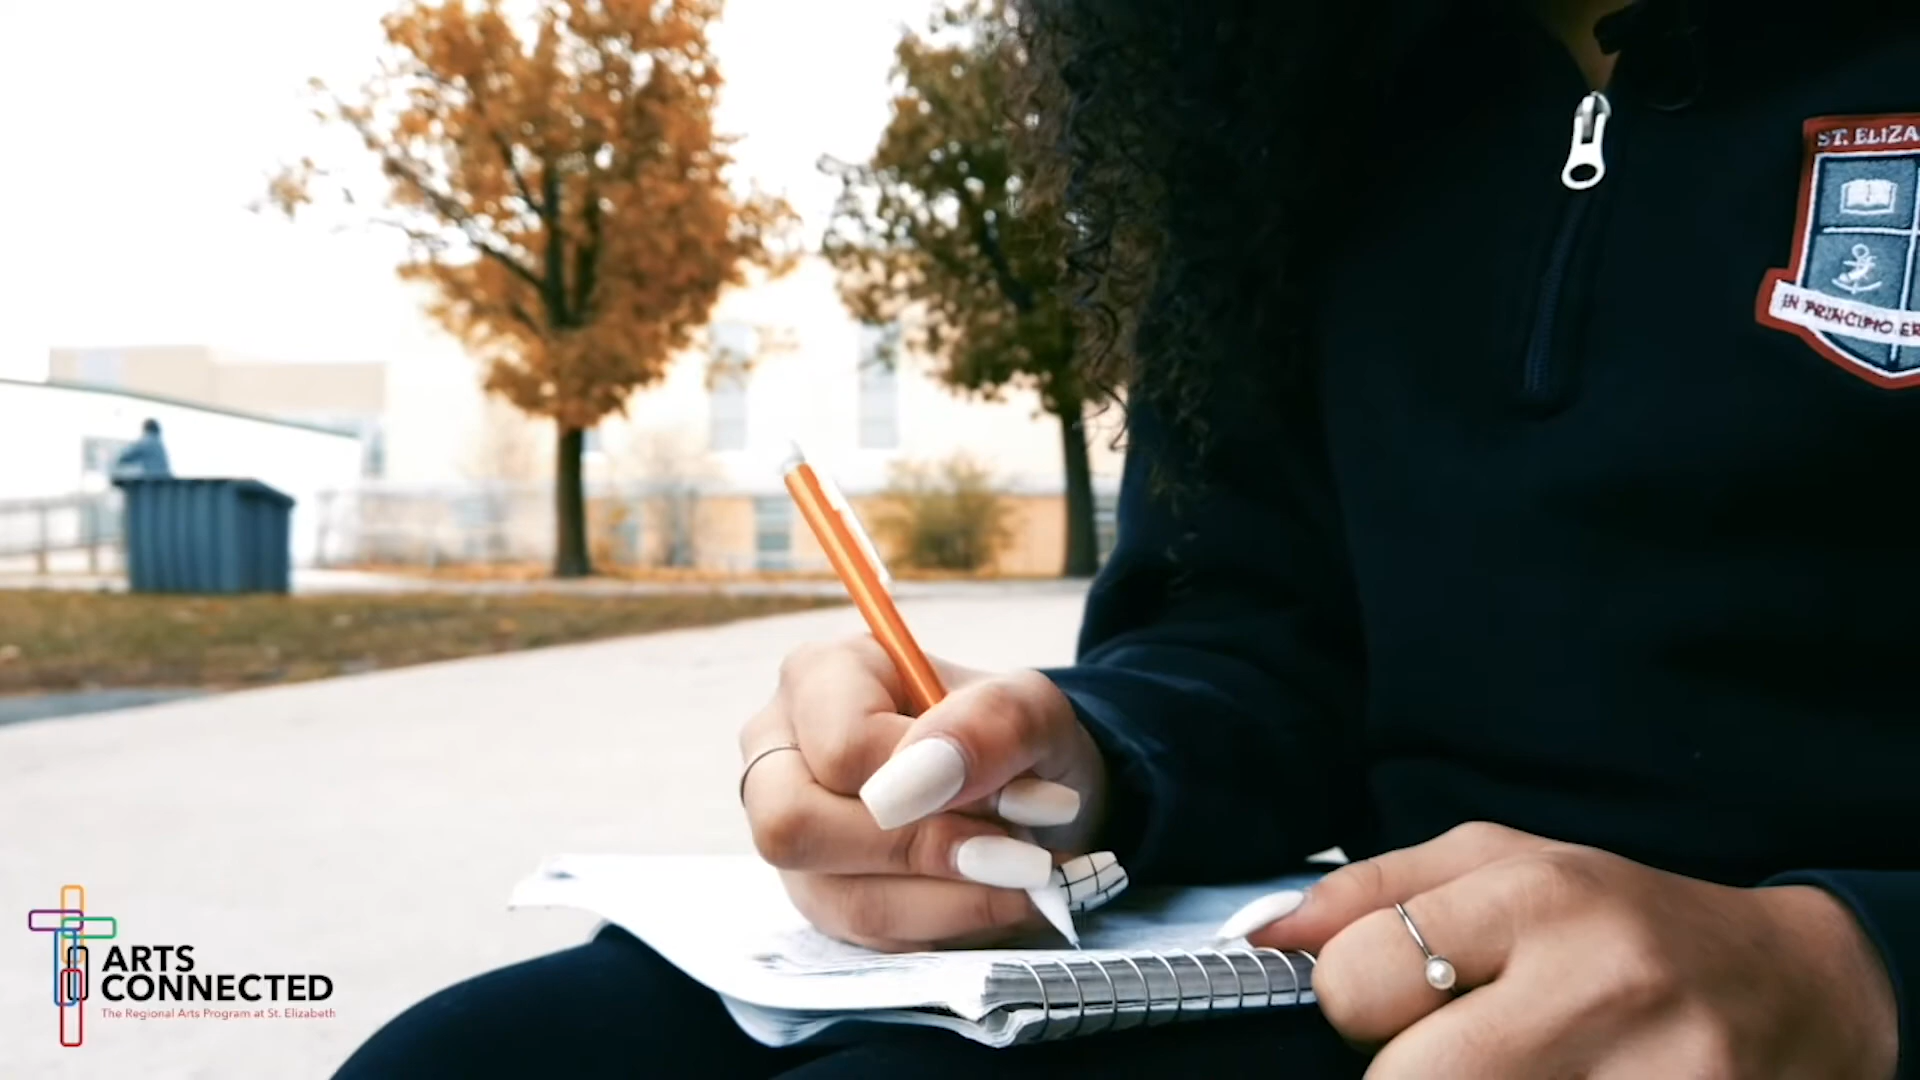 ST. ELIZA
IN PRINCIPIO ER
ARTS
CONNECTED
The Regional Arts Program at St. Elizabeth